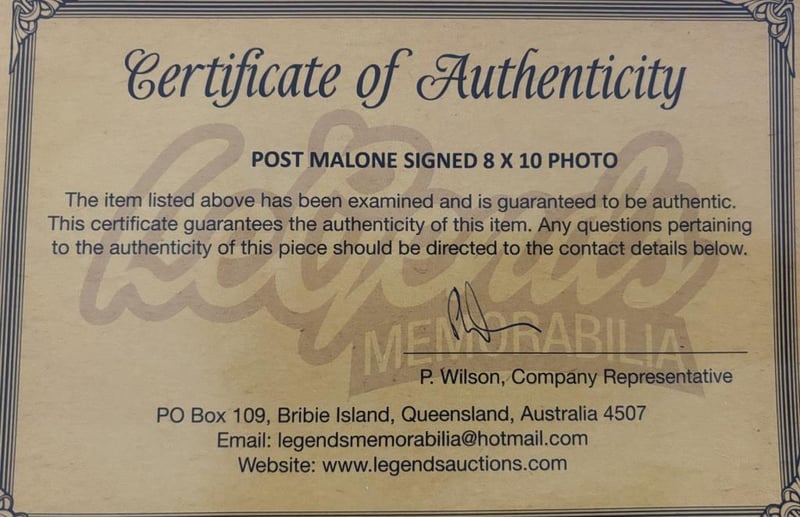 Certificate of Authenticity
POST MALONE SIGNED 8 X 10 PHOTO
The item listed above has been examined and is guaranteed to be authentic.
This certificate guarantees the authenticity of this item. Any questions pertaining
to the authenticity of this piece should be directed to the contact details below.
Legends
MEMORABILIA
P. Wilson, Company Representative
PO Box 109, Bribie Island, Queensland, Australia 4507
Email: legendsmemorabilia@hotmail.com
Website: www.legendsauctions.com